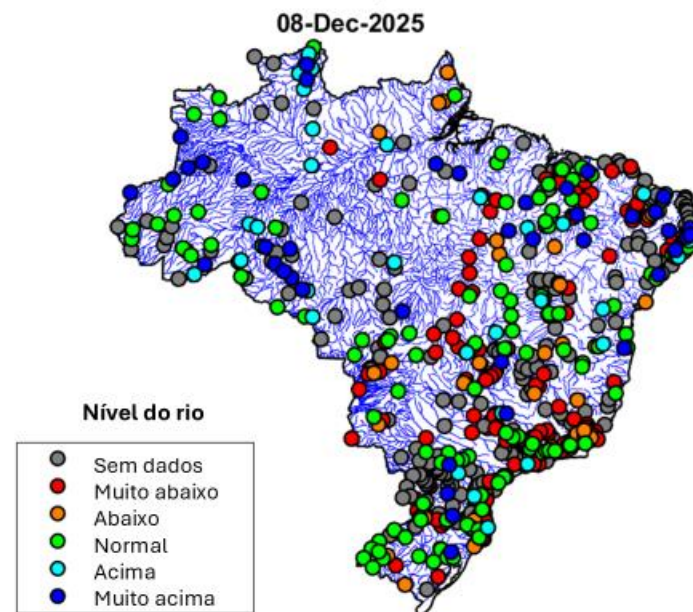 08-Dec-2025
Nível do rio
Sem dados
Muito abaixo
Abaixo
Normal
Acima
Muito acima